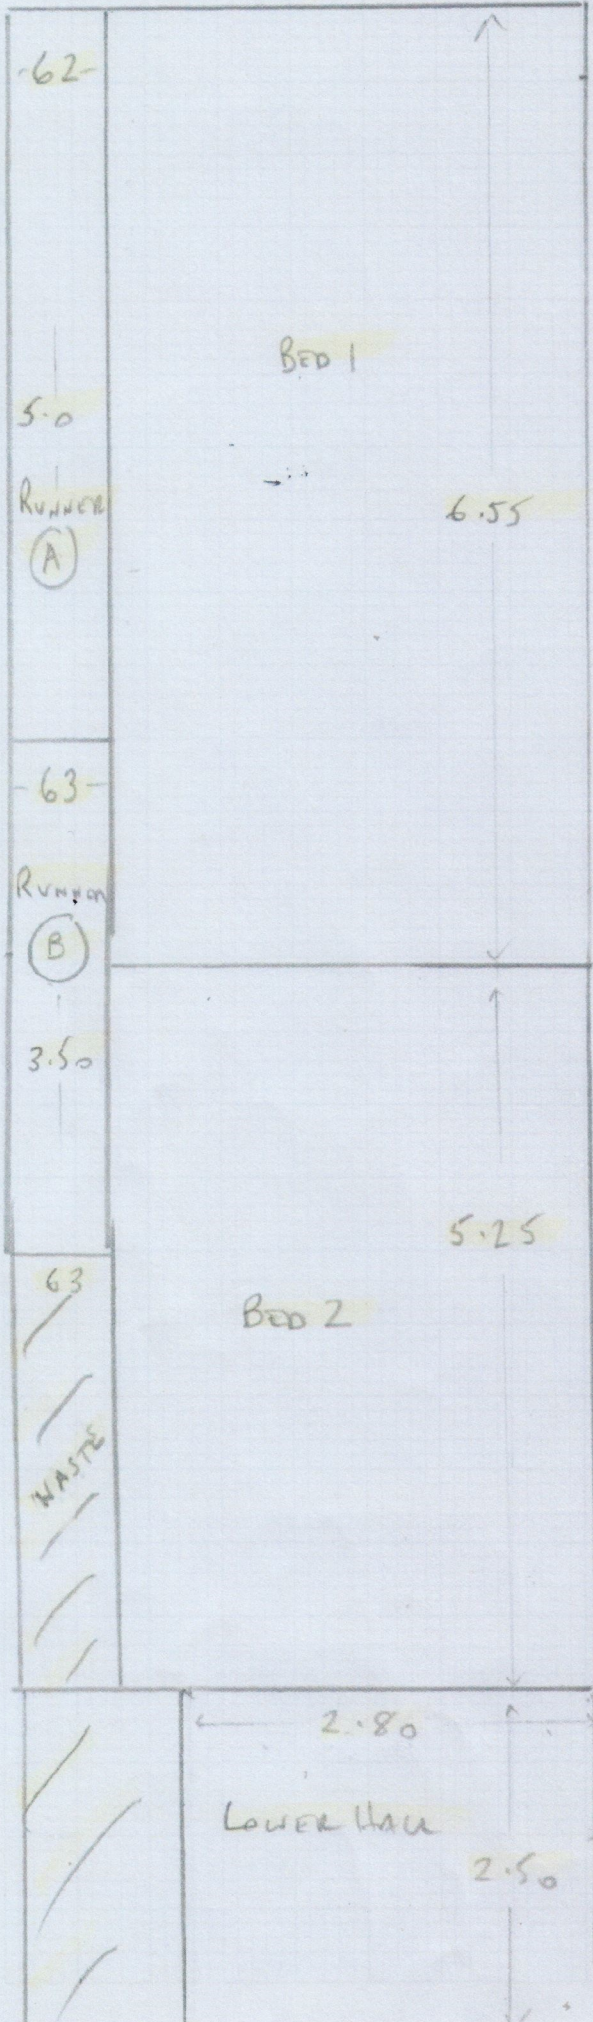 -62-
BED 1
5.0
RUNNER
A
6.55
-63-
RUNNER
B
3.50
5.25
63
BED 2
WASTE
2.80
LOWER HALL
2.50